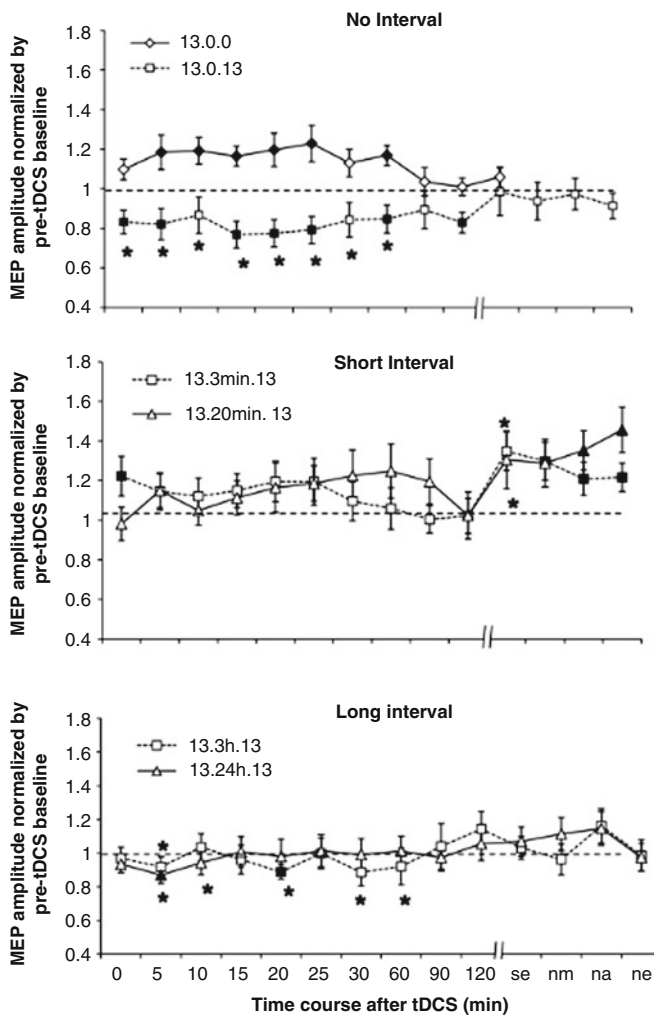 No Interval
13.0.0
13.0.13
MEP amplitude normalized by
pre-tDCS baseline
1.8
1.6
1.4
1.2
1
0.8
0.6
0.4
Short Interval
13.3min.13
13.20min. 13
MEP amplitude normalized by
pre-tDCS baseline
1.8
1.6
1.4
1.2
1
0.8
0.6
0.4
Long interval
13.3h.13
13.24h.13
MEP amplitude normalized by
pre-tDCS baseline
1.8
1.6
1.4
1.2
1
0.8
0.6
0.4
0 5 10 15 20 25 30 60 90 120 se nm na ne
Time course after tDCS (min)